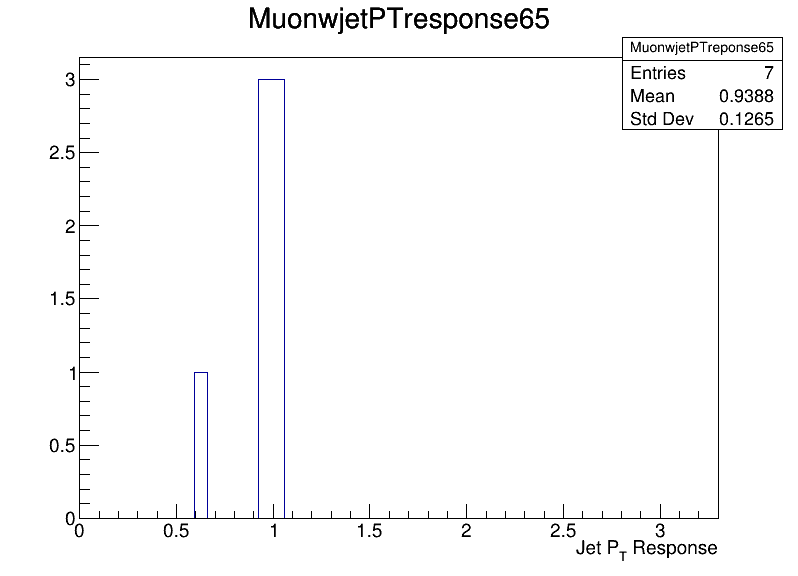 MuonwjetPTresponse65
MuonwjetPTreponse65
Entries 7
Mean 0.9388
Std Dev 0.1265
3
2.5
2
1.5
1
0.5
0
0 0.5 1 1.5 2 2.5 3
Jet PT Response